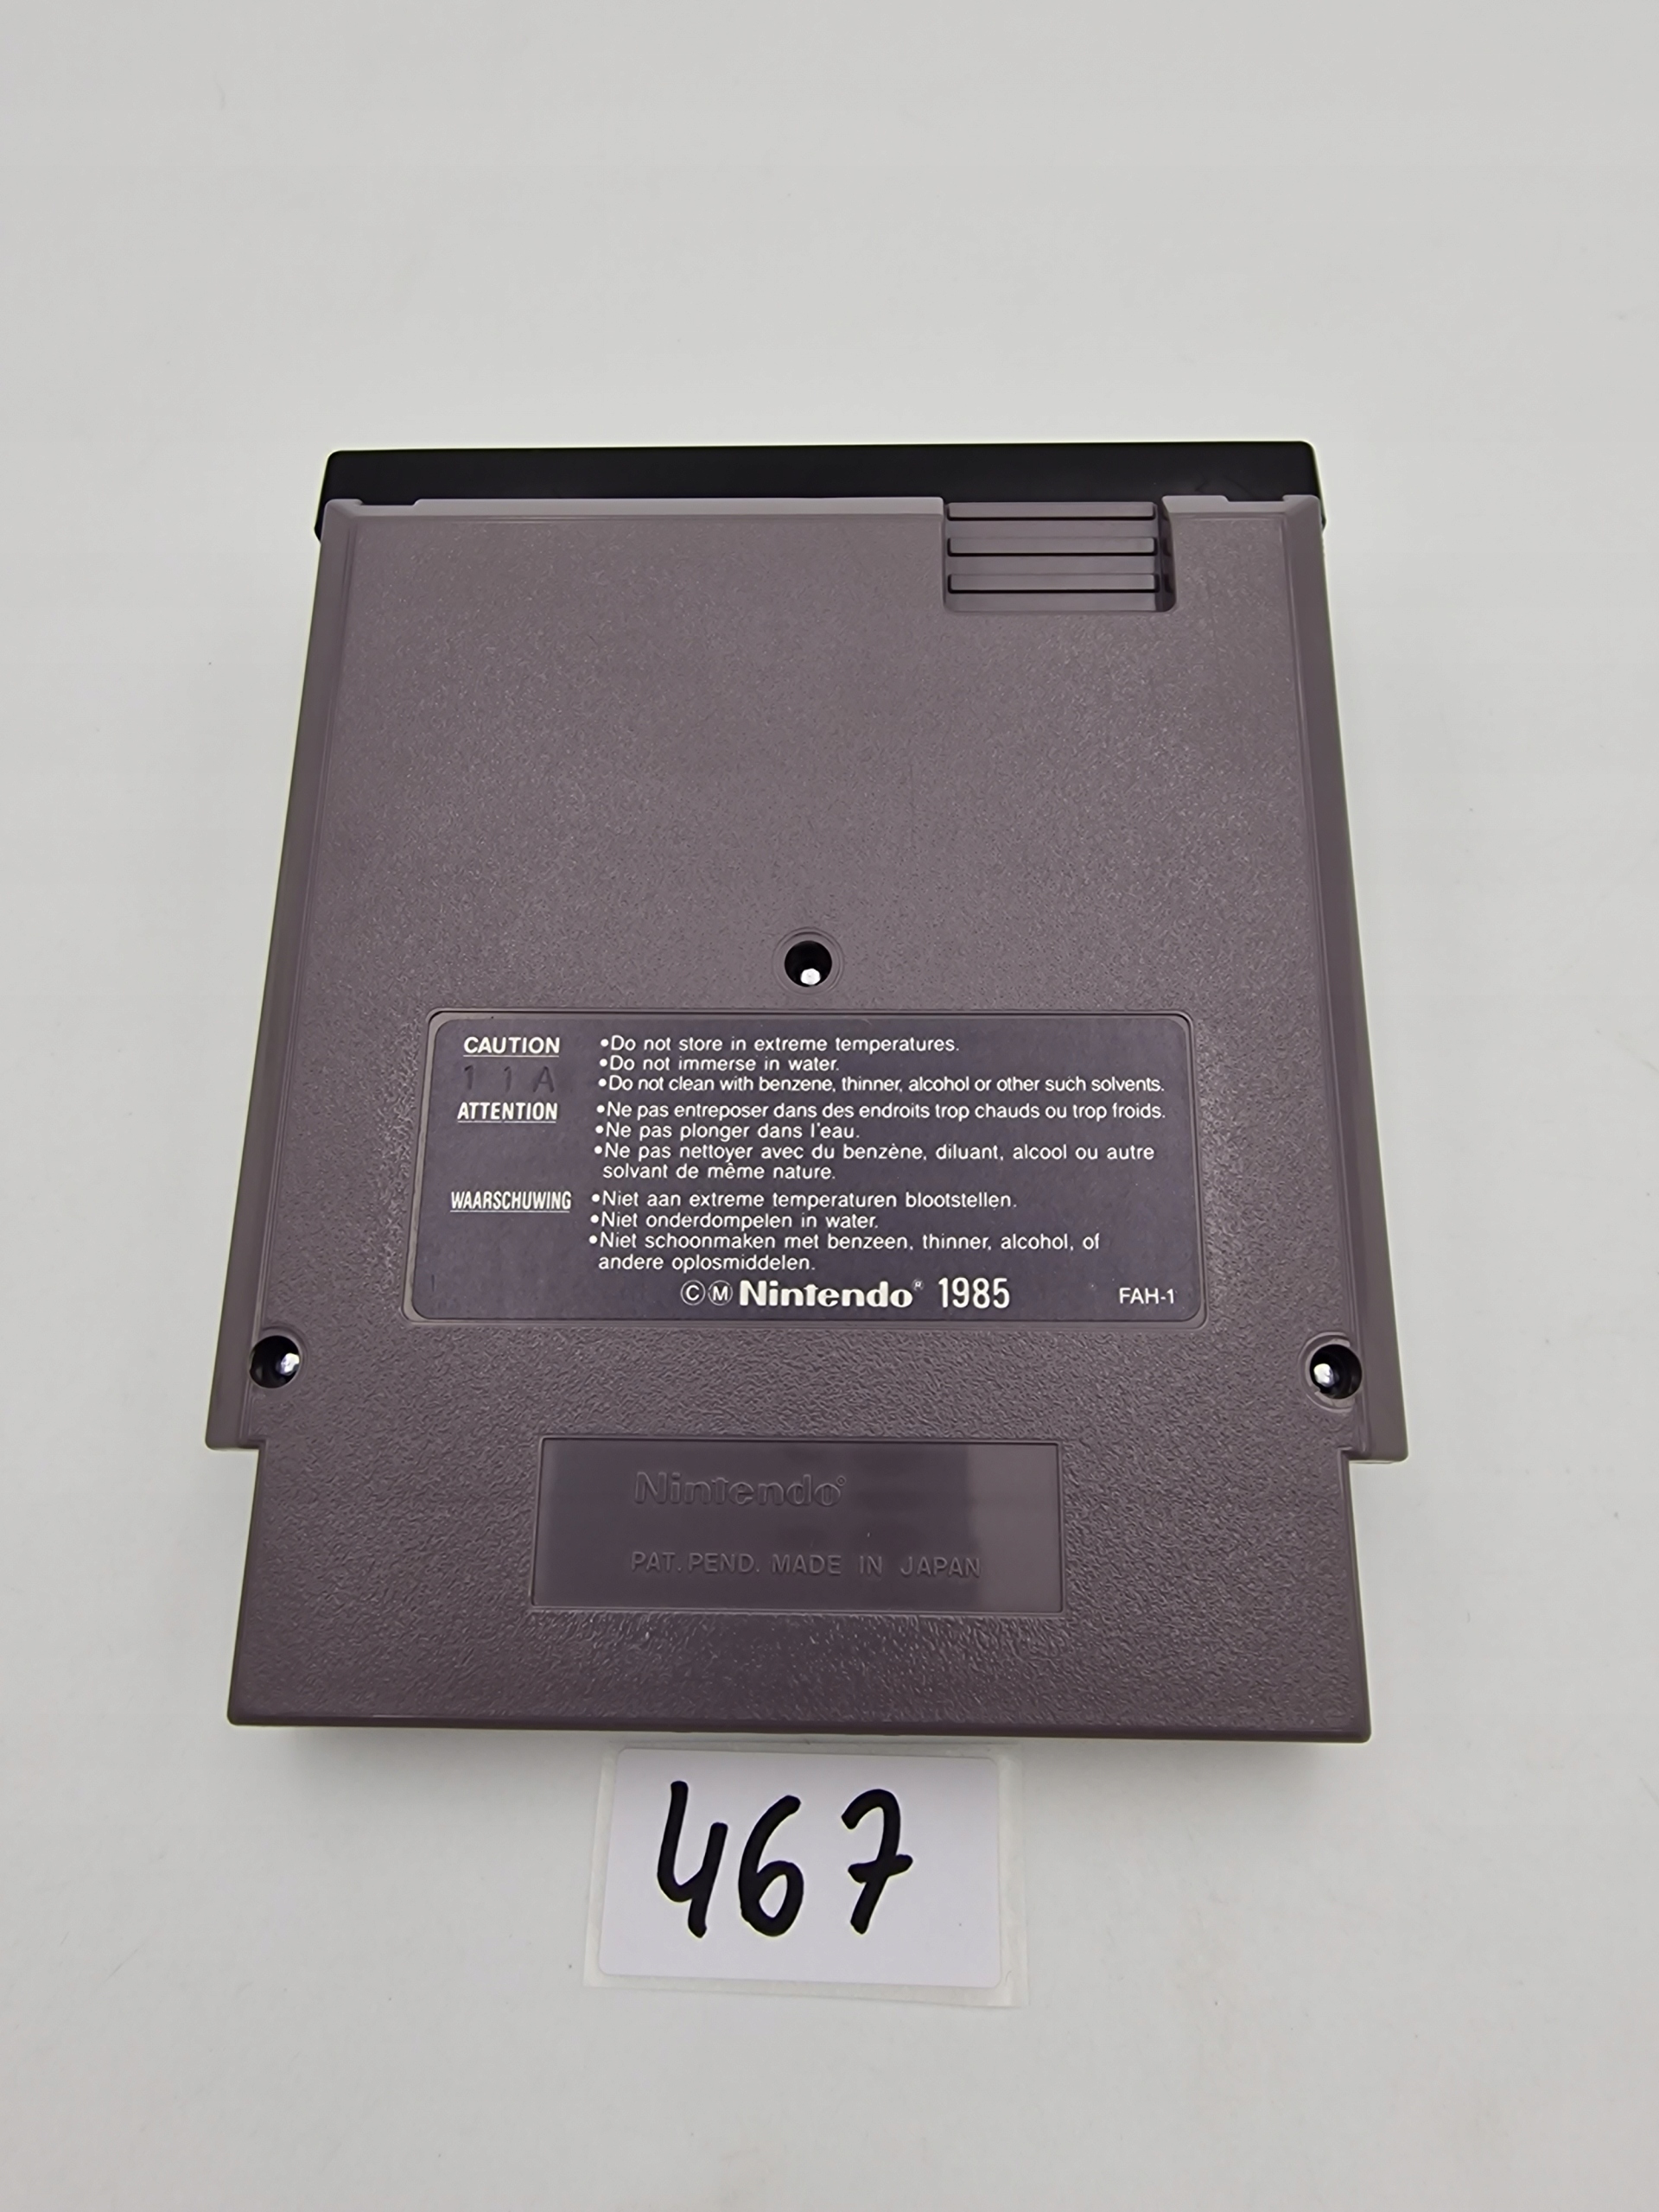 CAUTION •Do not store in extreme temperatures.
•Do not immerse in water.
11A •Do not clean with benzene, thinner, alcohol or other such solvents.
ATTENTION •Ne pas entreposer dans des endroits trop chauds ou trop froids.
•Ne pas plonger dans l'eau.
•Ne pas nettoyer avec du benzène, diluant, alcool ou autre
solvant de même nature.
WAARSCHUWING •Niet aan extreme temperaturen blootstellen.
•Niet onderdompelen in water.
•Niet schoonmaken met benzeen, thinner, alcohol, of
andere oplosmiddelen.
ⒸⓂ Nintendo® 1985 FAH-1
Nintendo®
PAT. PEND. MADE IN JAPAN
467